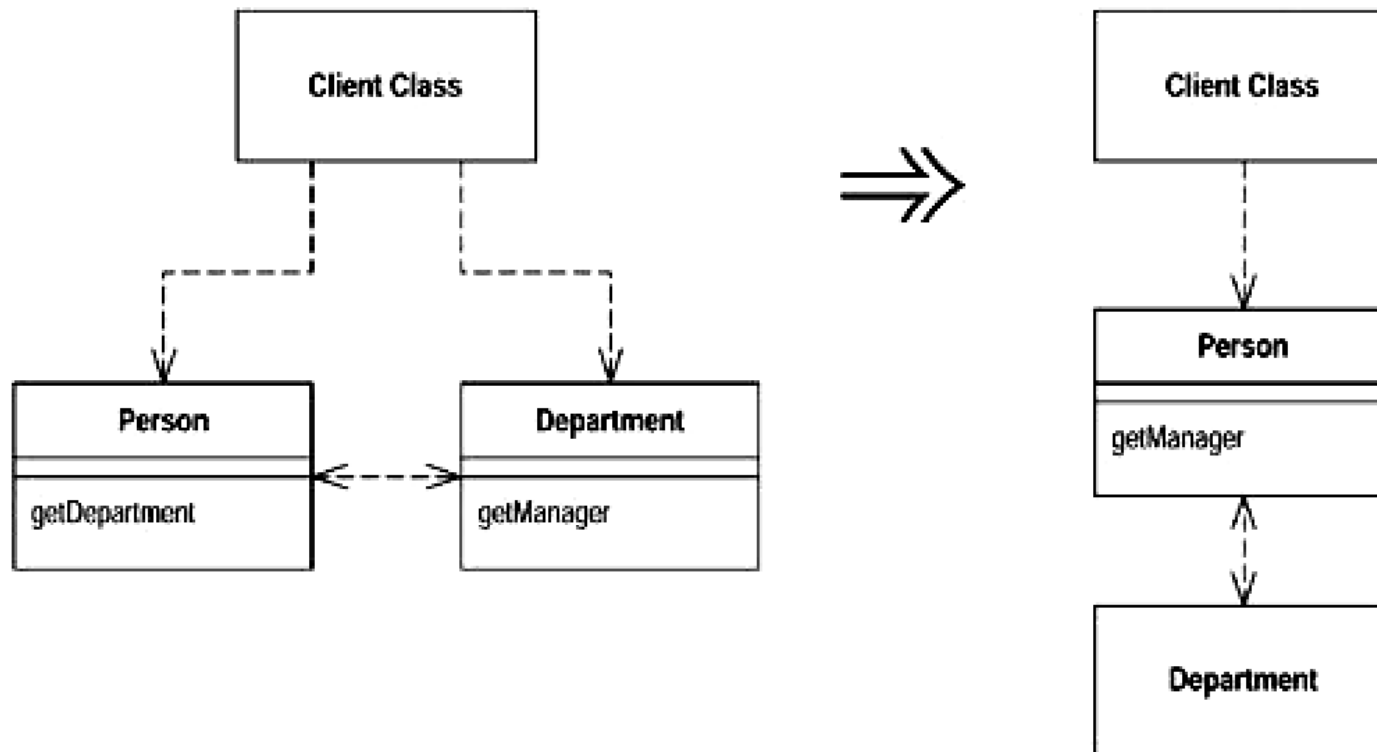 Client Class
Person
getDepartment
Department
getManager
Client Class
Person
getManager
Department